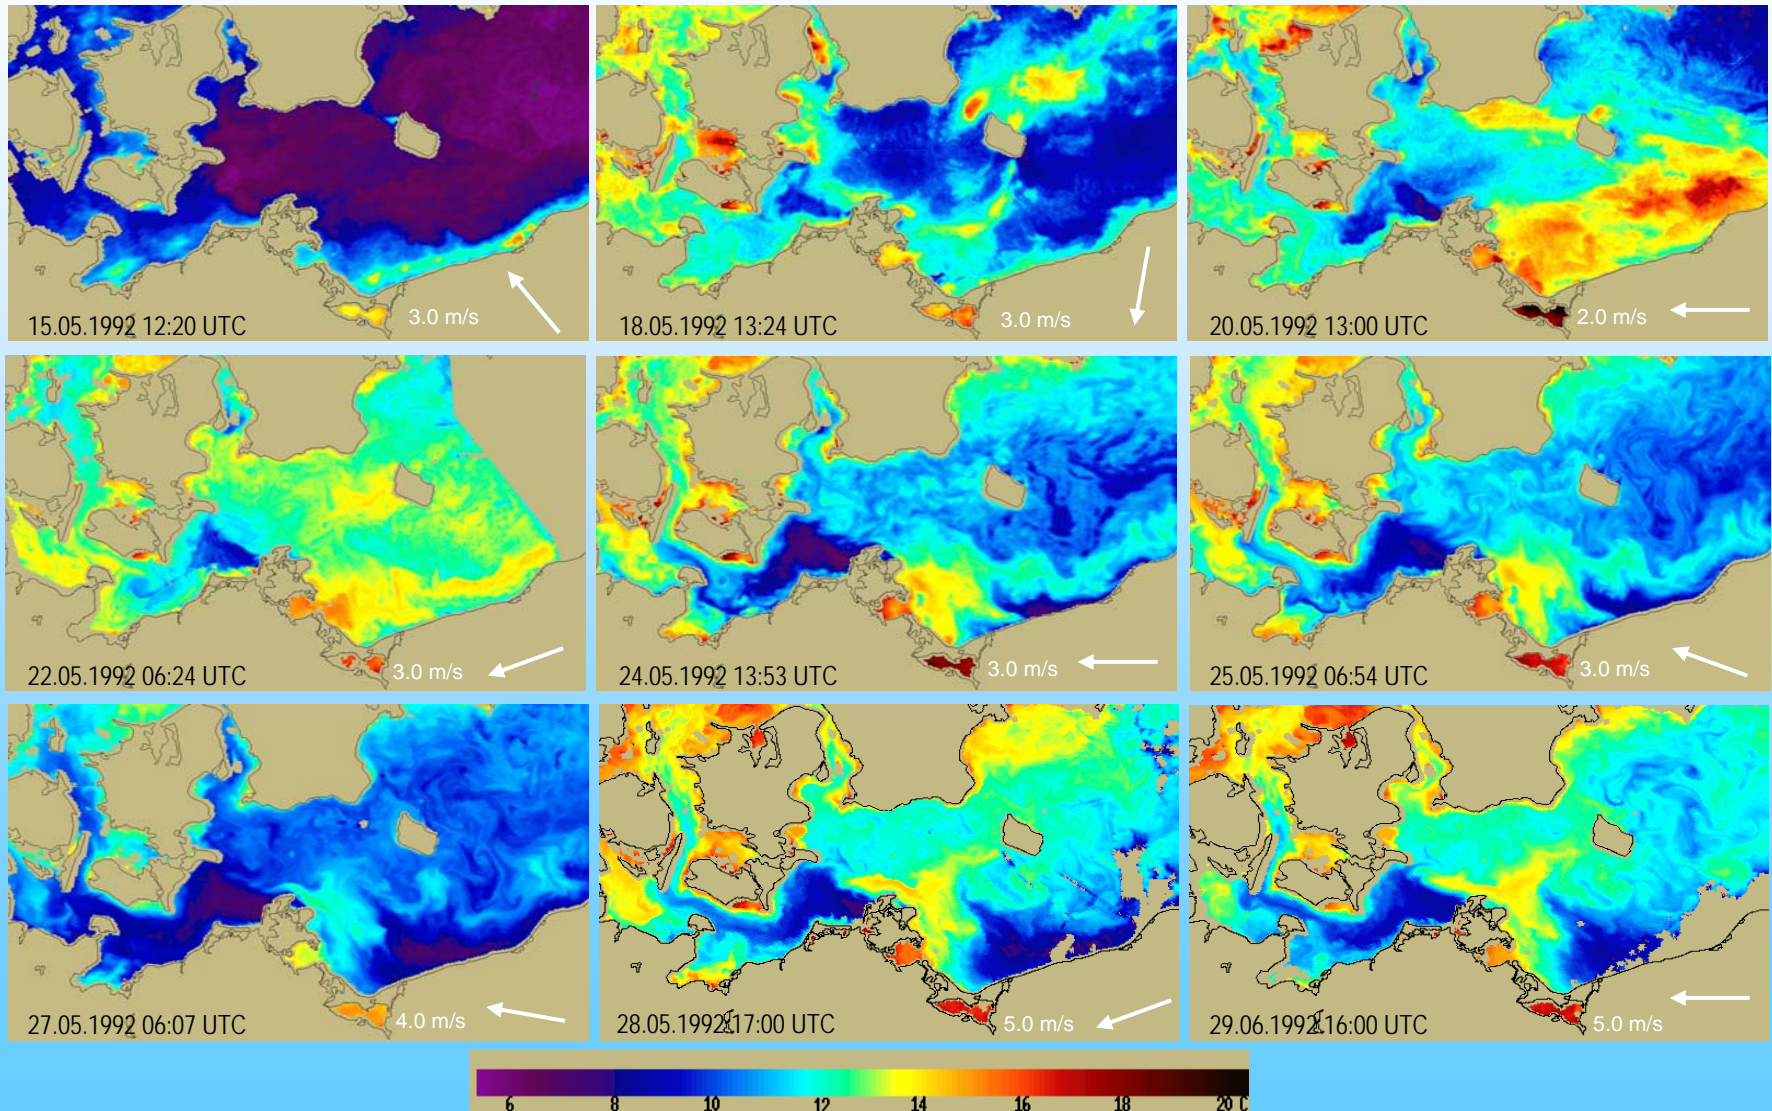 15.05.1992 12:20 UTC
3.0 m/s
18.05.1992 13:24 UTC
3.0 m/s
20.05.1992 13:00 UTC
2.0 m/s
22.05.1992 06:24 UTC
3.0 m/s
24.05.1992 13:53 UTC
3.0 m/s
25.05.1992 06:54 UTC
3.0 m/s
27.05.1992 06:07 UTC
4.0 m/s
28.05.1992 17:00 UTC
5.0 m/s
29.06.1992 16:00 UTC
5.0 m/s
6 8 10 12 14 16 18 20 C